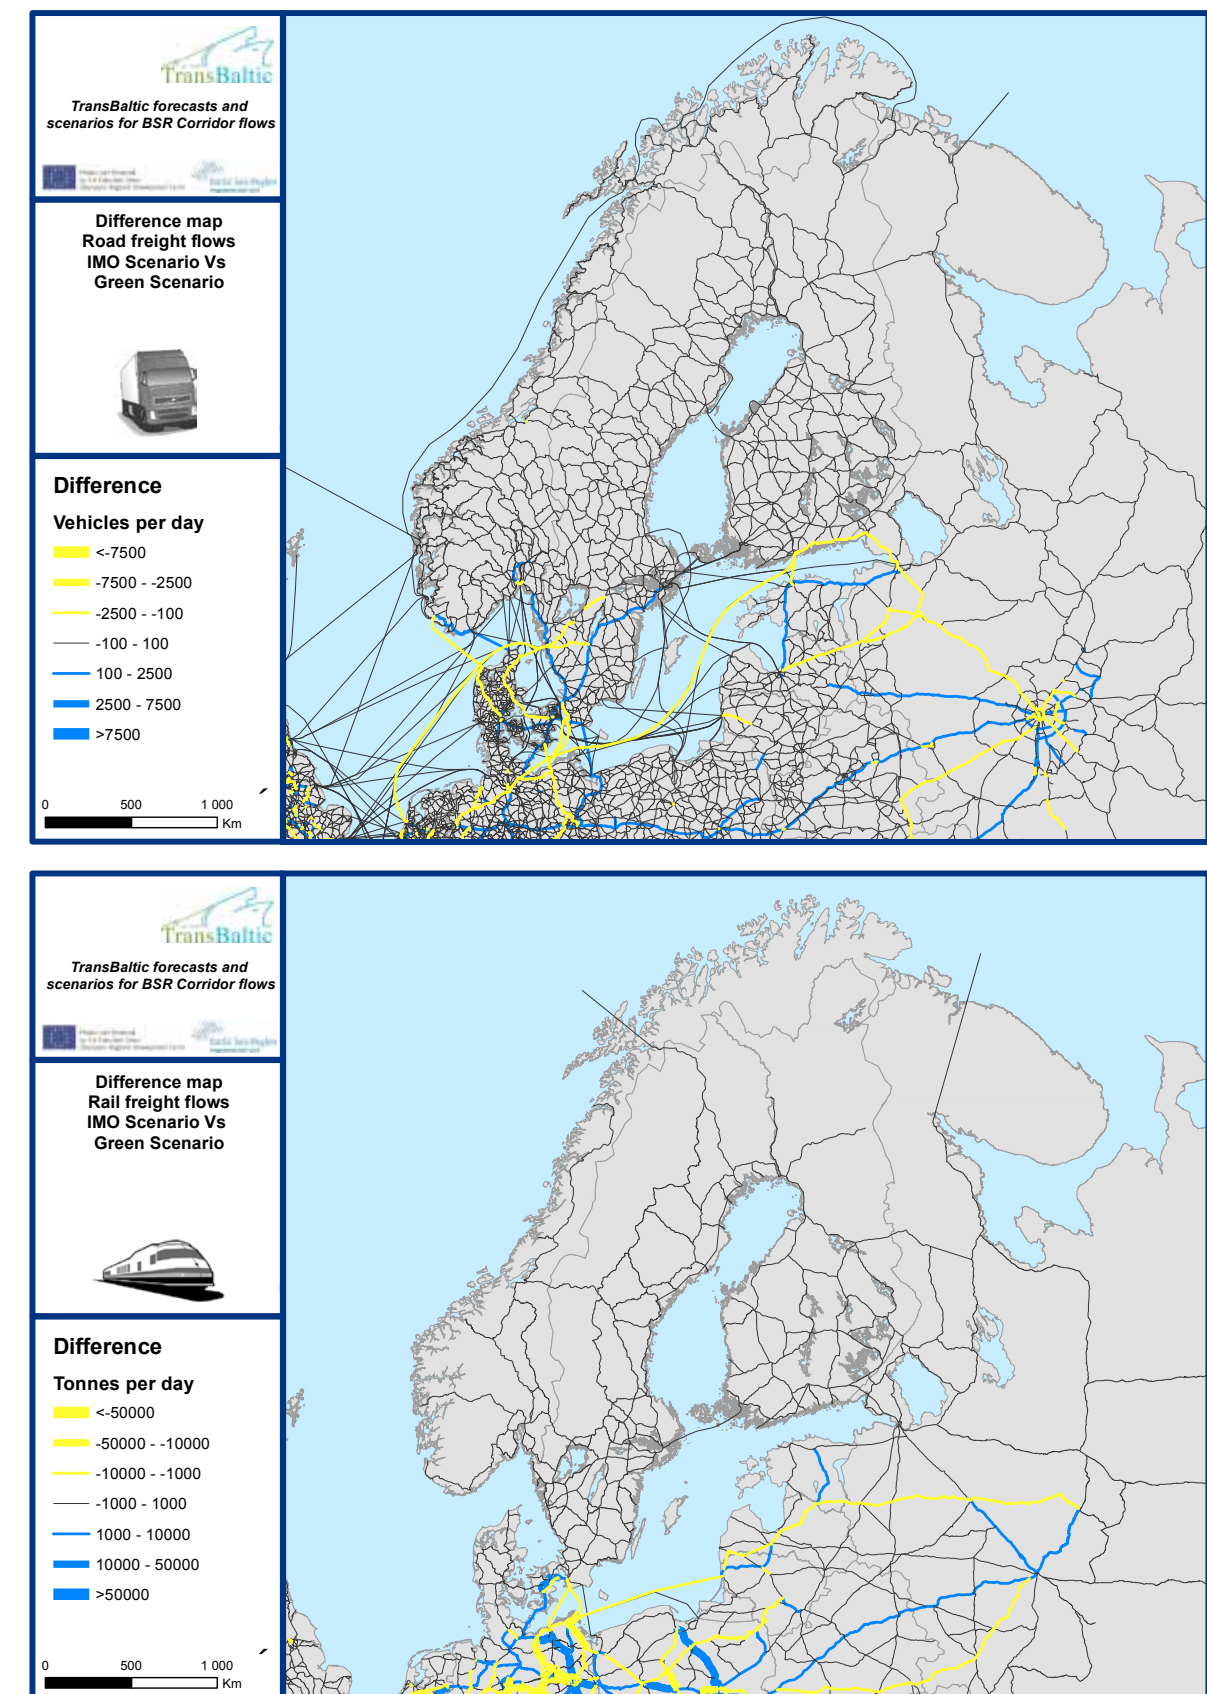 TransBaltic
TransBaltic forecasts and
scenarios for BSR Corridor flows
Difference map
Road freight flows
IMO Scenario Vs
Green Scenario
Difference
Vehicles per day
<-7500
-7500 - -2500
-2500 - -100
-100 - 100
100 - 2500
2500 - 7500
>7500
0 500 1 000
Km
TransBaltic
TransBaltic forecasts and
scenarios for BSR Corridor flows
Difference map
Rail freight flows
IMO Scenario Vs
Green Scenario
Difference
Tonnes per day
<-50000
-50000 - -10000
-10000 - -1000
-1000 - 1000
1000 - 10000
10000 - 50000
>50000
0 500 1 000
Km